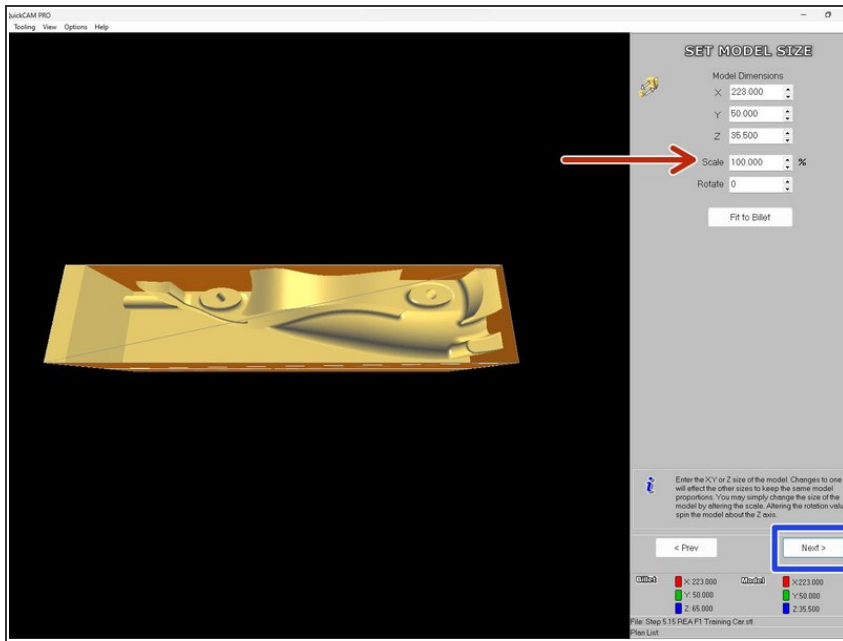 uickCAM PRO
Tooling View Options Help
SET MODEL SIZE
Model Dimensions
X 223.000
Y 50.000
Z 35.500
Scale 100.000 %
Rotate 0
Fit to Billet
Enter the X,Y or Z size of the model. Changes to one
will effect the other sizes to keep the same model
proportions. You may simply change the size of the
model by altering the scale. Altering the rotation valu
spin the model about the Z axis.
< Prev Next >
Billet X: 223.000 Model X:223.000
Y: 50.000 Y:50.000
Z: 65.000 Z:35.500
File: Step 5.15 REA F1 Training Car.stl
Plan List